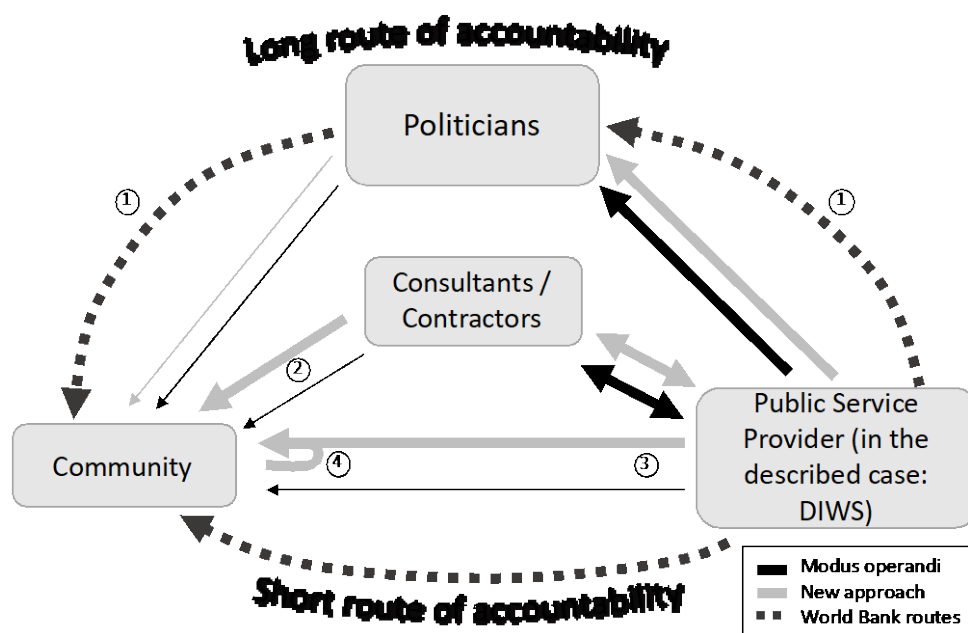 Long route of accountability
Politicians
①
①
Consultants /
Contractors
②
Public Service
Provider (in the
described case:
DIWS)
Community
④
③
Short route of accountability
Modus operandi
New approach
World Bank routes